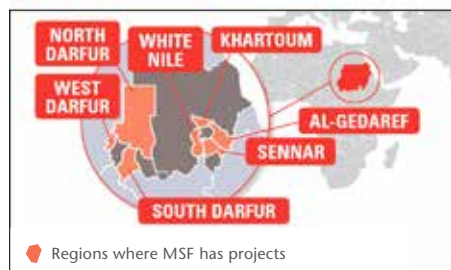 NORTH
DARFUR
WHITE
NILE
KHARTOUM
WEST
DARFUR
AL-GEDAREF
SENNAR
SOUTH DARFUR
Regions where MSF has projects